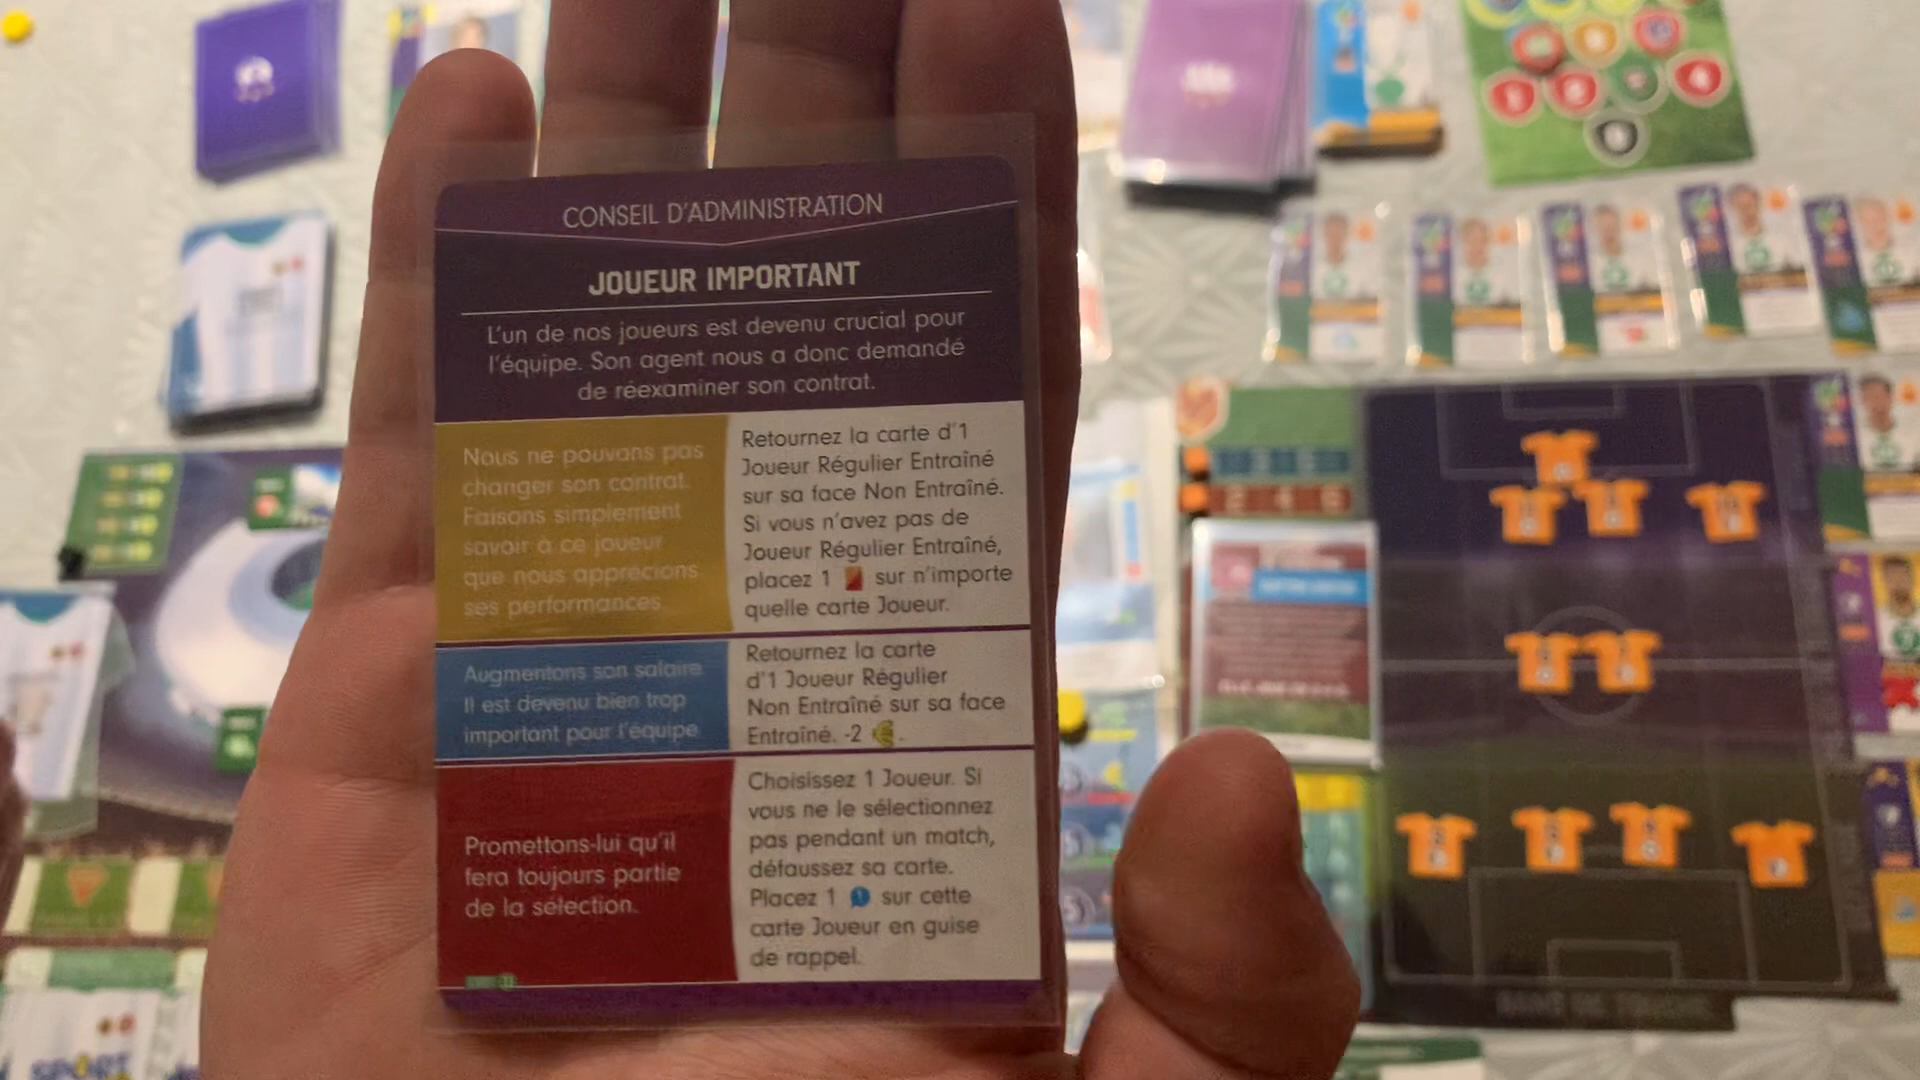 CONSEIL D'ADMINISTRATION
JOUEUR IMPORTANT
L'un de nos joueurs est devenu crucial pour
l'équipe. Son agent nous a donc demandé
de réexaminer son contrat.
Nous ne pouvons pas
changer son contrat.
Faisons simplement
savoir à ce joueur
que nous apprécions
ses performances
Retournez la carte d'1
Joueur Régulier Entraîné
sur sa face Non Entraîné.
Si vous n'avez pas de
Joueur Régulier Entraîné,
placez 1 sur n'importe
quelle carte Joueur.
Augmentons son salaire
Il est devenu bien trop
important pour l'équipe
Retournez la carte
d'1 Joueur Régulier
Non Entraîné sur sa face
Entraîné. -2 .
Promettons-lui qu'il
fera toujours partie
de la sélection.
Choisissez 1 Joueur. Si
vous ne le sélectionnez
pas pendant un match,
défaussez sa carte.
Placez 1 sur cette
carte Joueur en guise
de rappel.
SPORT